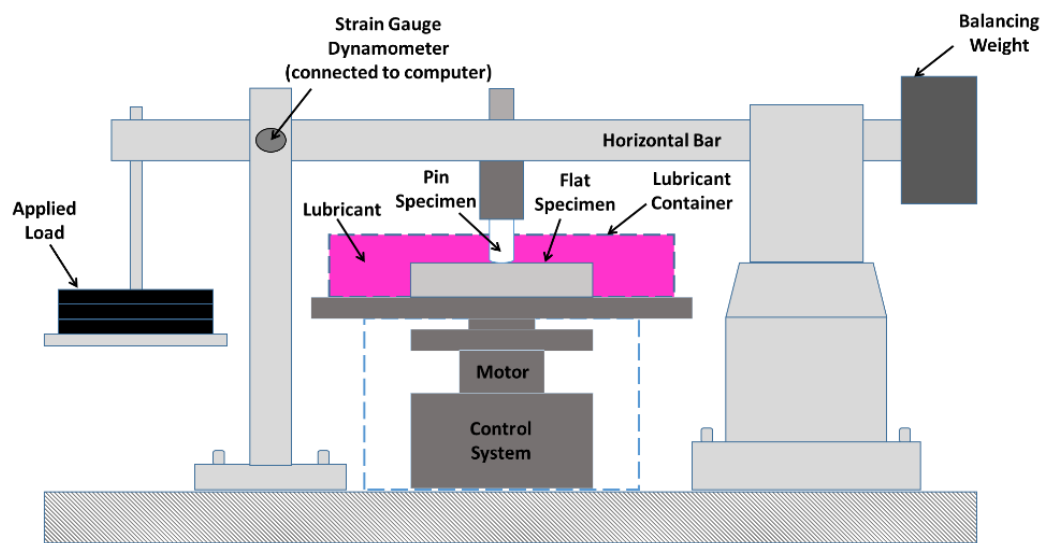 Strain Gauge
Dynamometer
(connected to computer)
Balancing
Weight
Horizontal Bar
Applied
Load
Lubricant
Pin
Specimen
Flat
Specimen
Lubricant
Container
Motor
Control
System